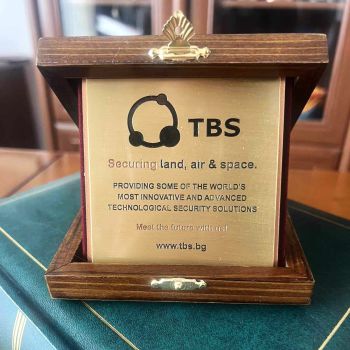 TBS
Securing land, air & space.
PROVIDING SOME OF THE WORLD'S
MOST INNOVATIVE AND ADVANCED
TECHNOLOGICAL SECURITY SOLUTIONS
Meet the future with us!
www.tbs.bg